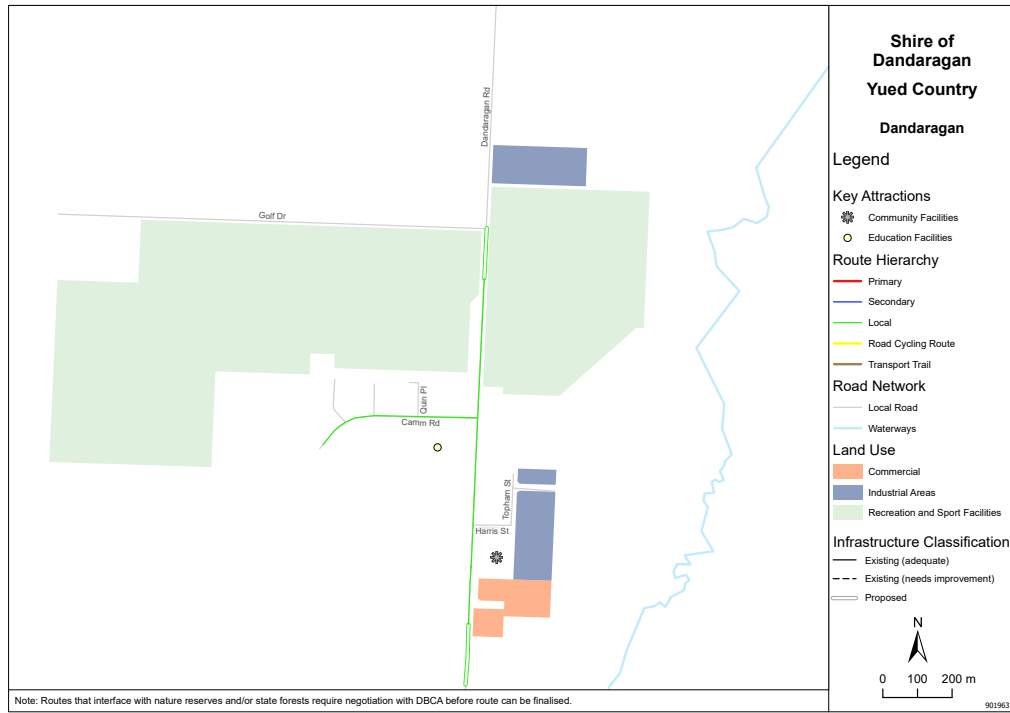 Shire of
Dandaragan
Yued Country
Dandaragan
Legend
Key Attractions
Community Facilities
Education Facilities
Route Hierarchy
Primary
Secondary
Local
Road Cycling Route
Transport Trail
Road Network
Local Road
Waterways
Land Use
Commercial
Industrial Areas
Recreation and Sport Facilities
Infrastructure Classification
Existing (adequate)
Existing (needs improvement)
Proposed
N
0 100 200 m
901963
Dandaragan Rd
Golf Dr
Quin Pl
Camm Rd
Topham St
Harris St
Note: Routes that interface with nature reserves and/or state forests require negotiation with DBCA before route can be finalised.